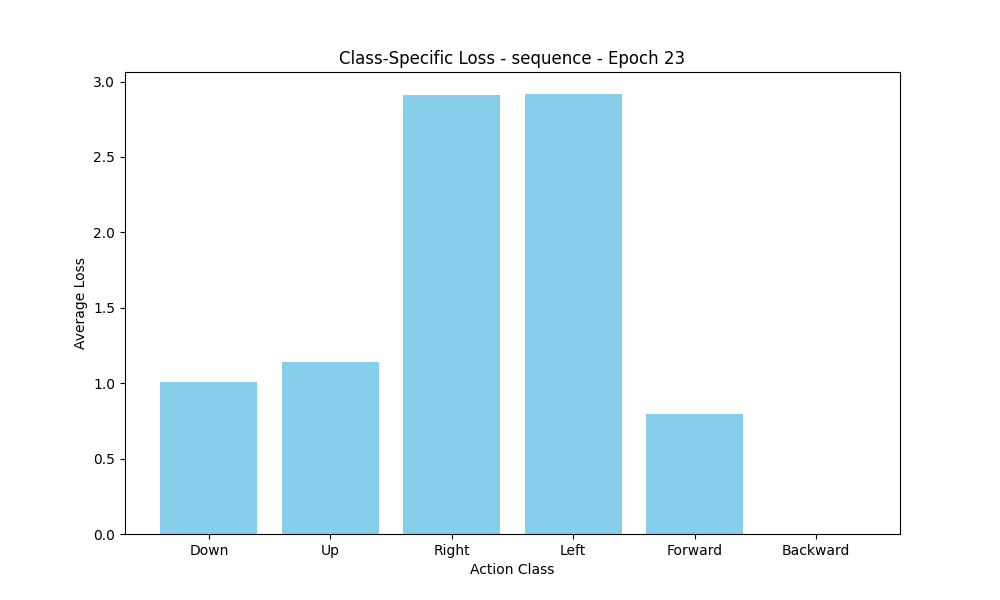 Class-Specific Loss - sequence - Epoch 23
3.0
2.5
2.0
1.5
1.0
0.5
0.0
Average Loss
Down Up Right Left Forward Backward
Action Class